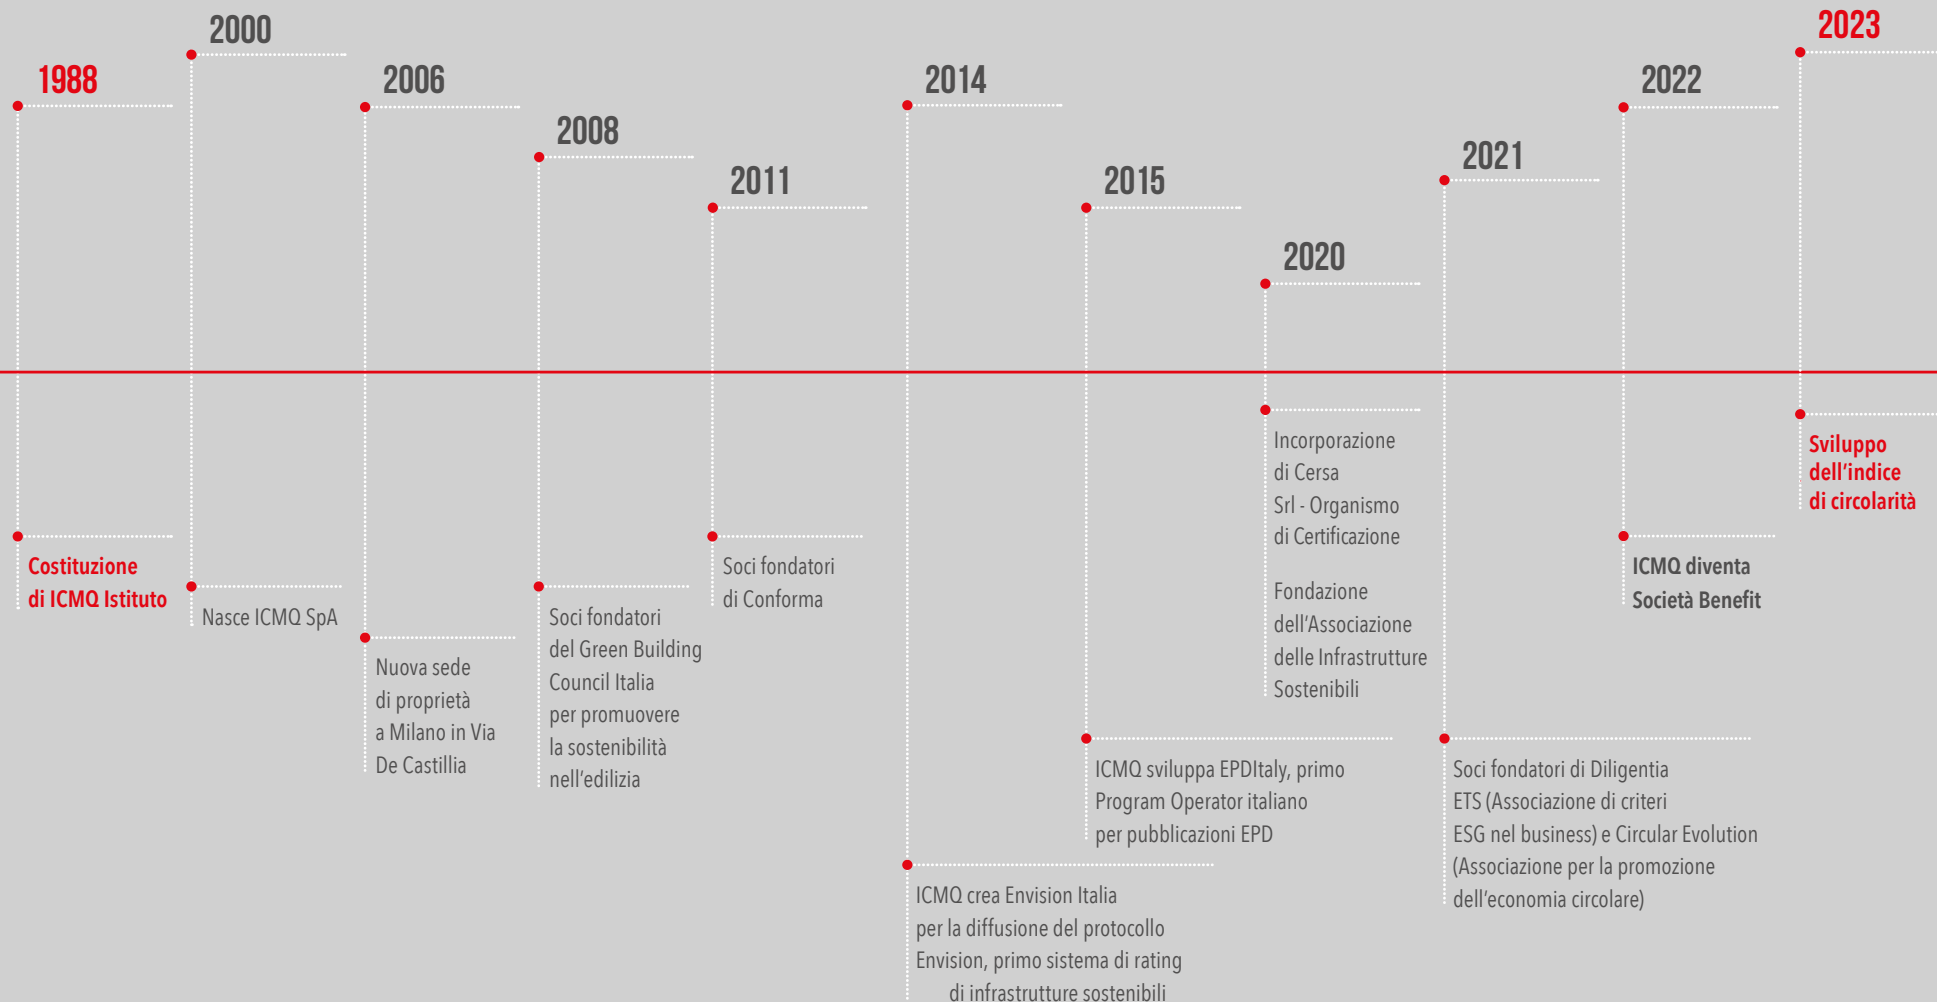 1988
Costituzione
di ICMQ Istituto
2000
Nasce ICMQ SpA
2006
Nuova sede
di proprietà
a Milano in Via
De Castillia
2008
Soci fondatori
del Green Building
Council Italia
per promuovere
la sostenibilità
nell'edilizia
2011
Soci fondatori
di Conforma
2014
ICMQ crea Envision Italia
per la diffusione del protocollo
Envision, primo sistema di rating
di infrastrutture sostenibili
2015
ICMQ sviluppa EPDItaly, primo
Program Operator italiano
per pubblicazioni EPD
2020
Incorporazione
di Cersa
Srl - Organismo
di Certificazione
Fondazione
dell'Associazione
delle Infrastrutture
Sostenibili
2021
Soci fondatori di Diligentia
ETS (Associazione di criteri
ESG nel business) e Circular Evolution
(Associazione per la promozione
dell'economia circolare)
2022
ICMQ diventa
Società Benefit
2023
Sviluppo
dell'indice
di circolarità